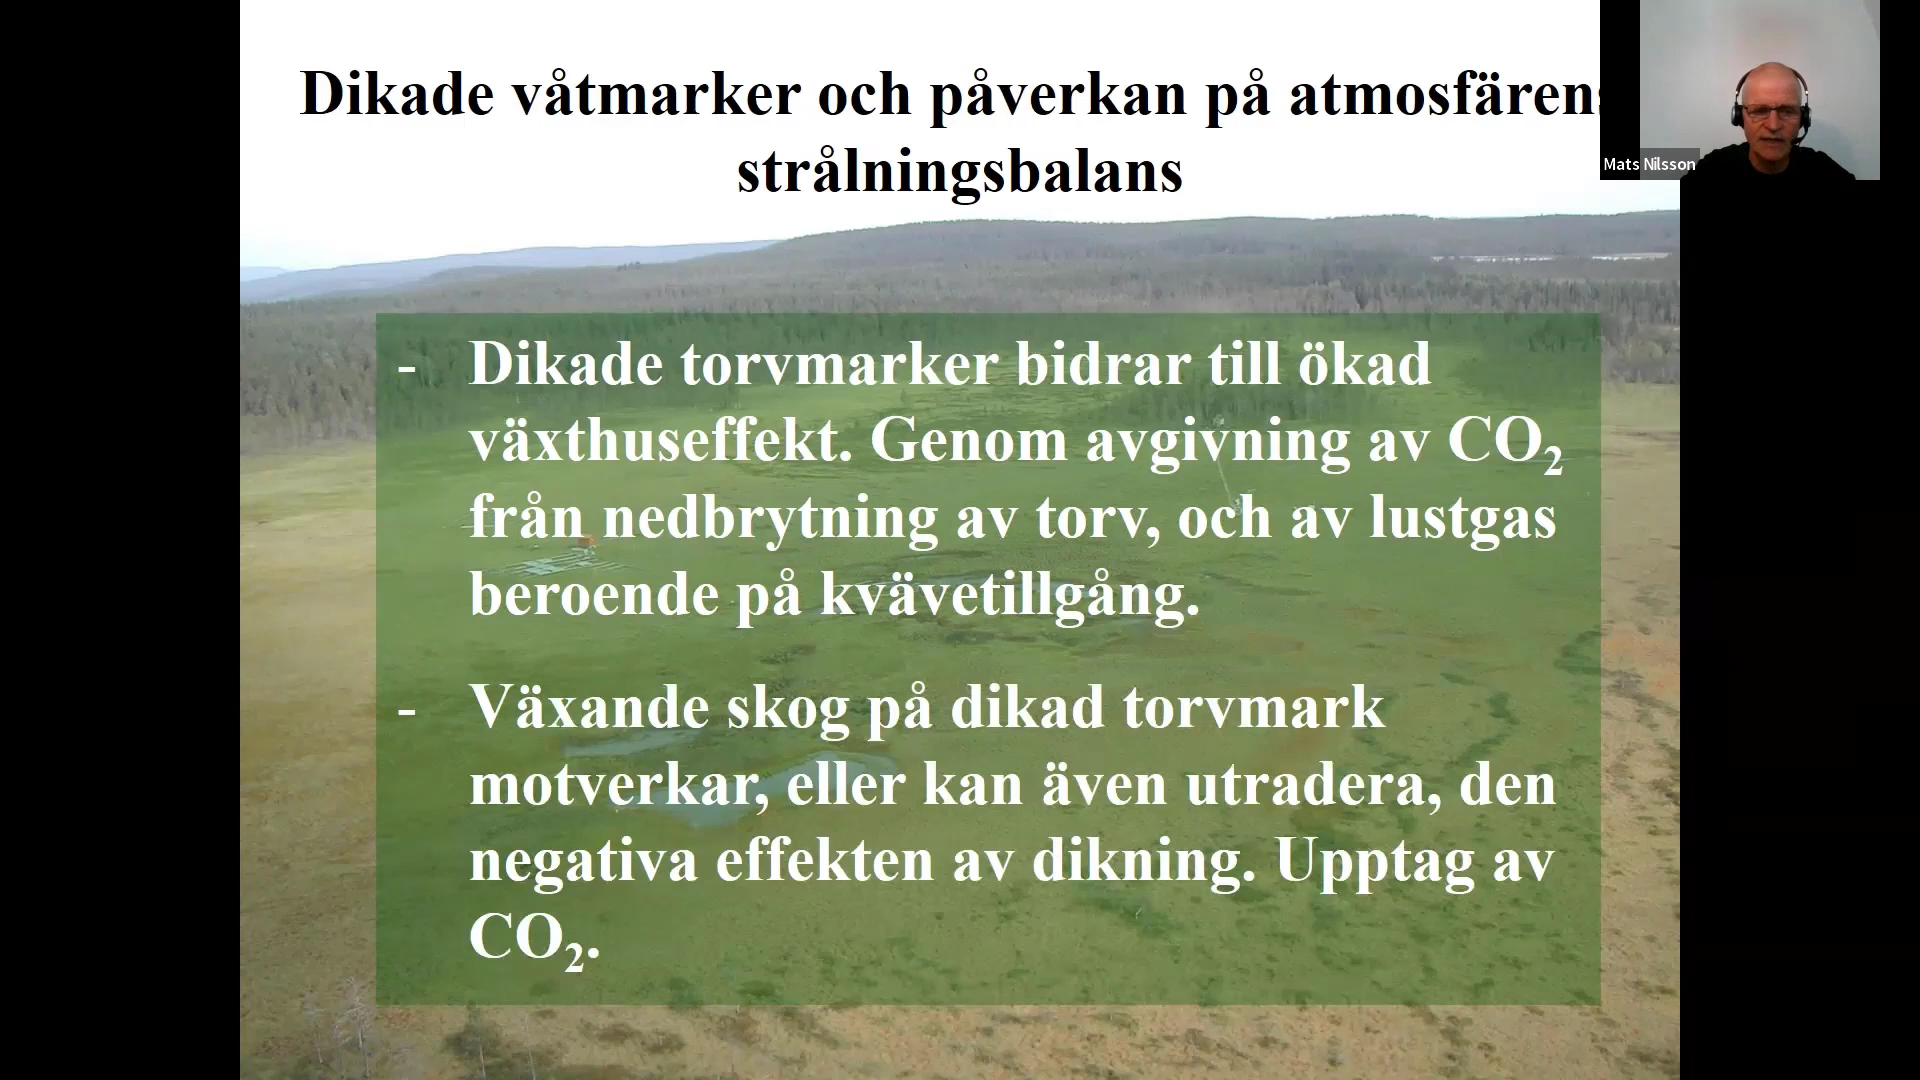 Dikade våtmarker och påverkan på atmosfärens
strålningsbalans
Mats Nilsson
- Dikade torvmarker bidrar till ökad
växthuseffekt. Genom avgivning av CO₂
från nedbrytning av torv, och av lustgas
beroende på kvävetillgång.
- Växande skog på dikad torvmark
motverkar, eller kan även utradera, den
negativa effekten av dikning. Upptag av
CO₂.